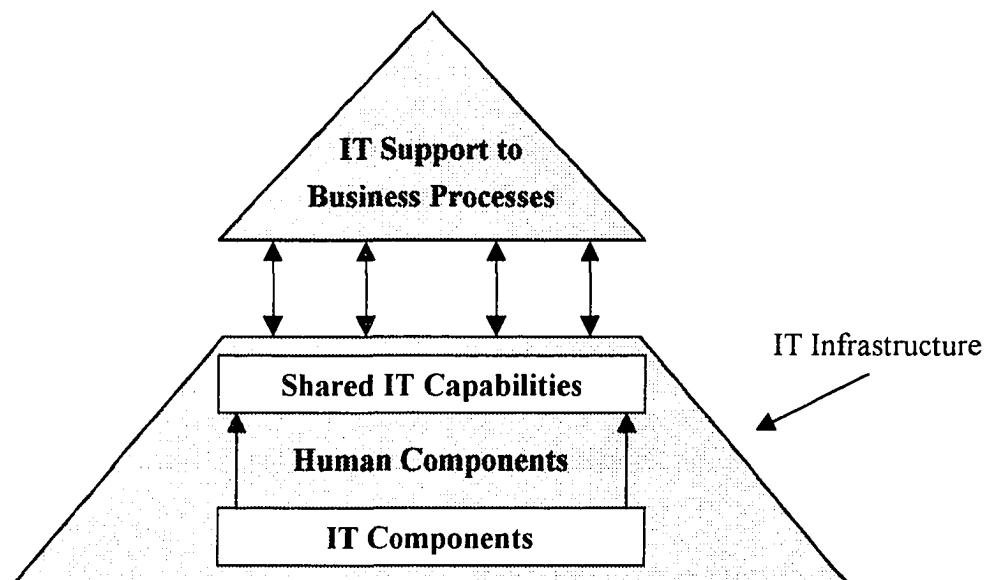 IT Support to
Business Processes
IT Infrastructure
Shared IT Capabilities
Human Components
IT Components